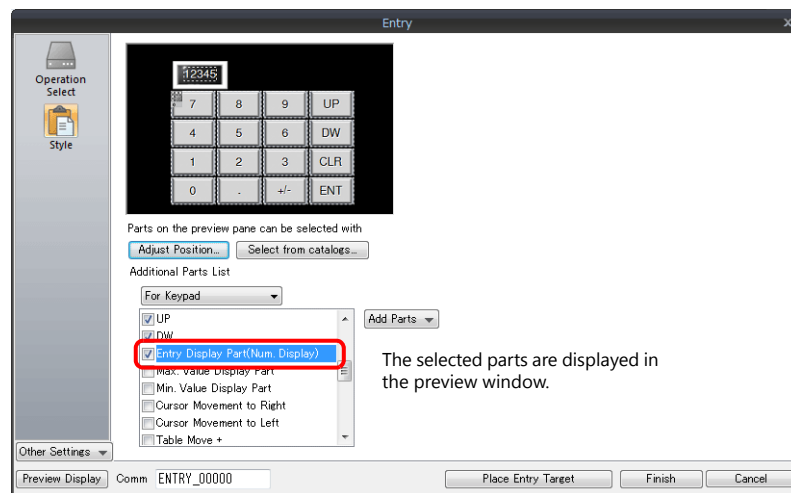 Entry
x
Operation
Select
Style
12345
7 8 9 UP
4 5 6 DW
1 2 3 CLR
0 . +/- ENT
Parts on the preview pane can be selected with
Adjust Position... Select from catalogs...
Additional Parts List
For Keypad
UP
DW
Entry Display Part(Num. Display)
Max. Value Display Part
Min. Value Display Part
Cursor Movement to Right
Cursor Movement to Left
Table Move +
Add Parts
The selected parts are displayed in
the preview window.
Other Settings
Preview Display Comm ENTRY_00000 Place Entry Target Finish Cancel